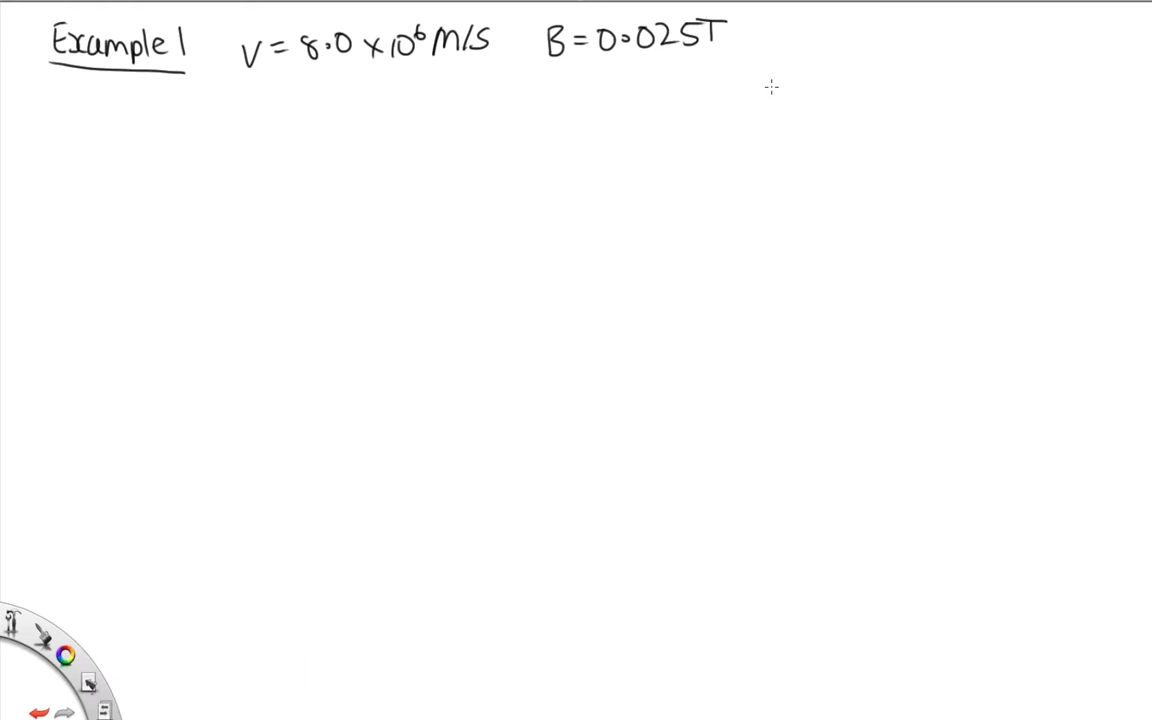 Example 1 V = 8.0 × 10⁶ m/s B = 0.025T